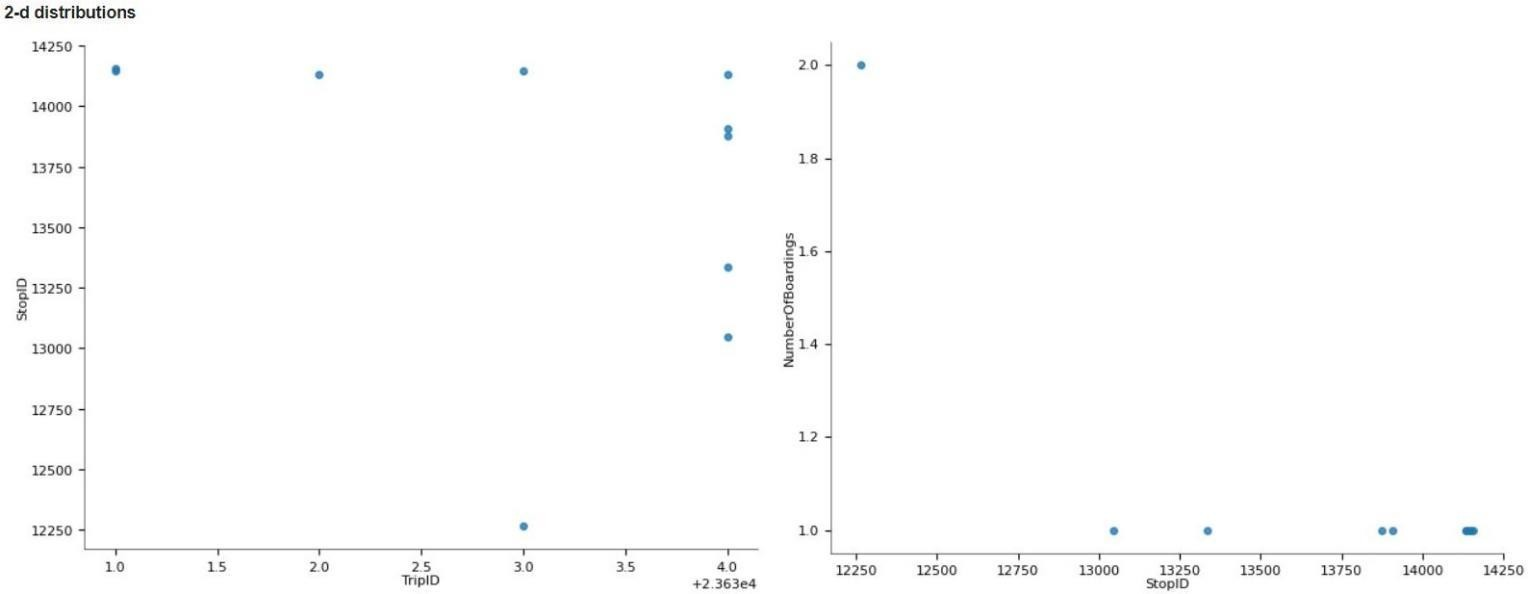 2-d distributions
14250
14000
13750
13500
13250
13000
12750
12500
12250
StopID
1.0 1.5 2.0 2.5 3.0 3.5 4.0
TripID
+2.363e4
2.0
1.8
1.6
1.4
1.2
1.0
NumberOfBoardings
12250 12500 12750 13000 13250 13500 13750 14000 14250
StopID